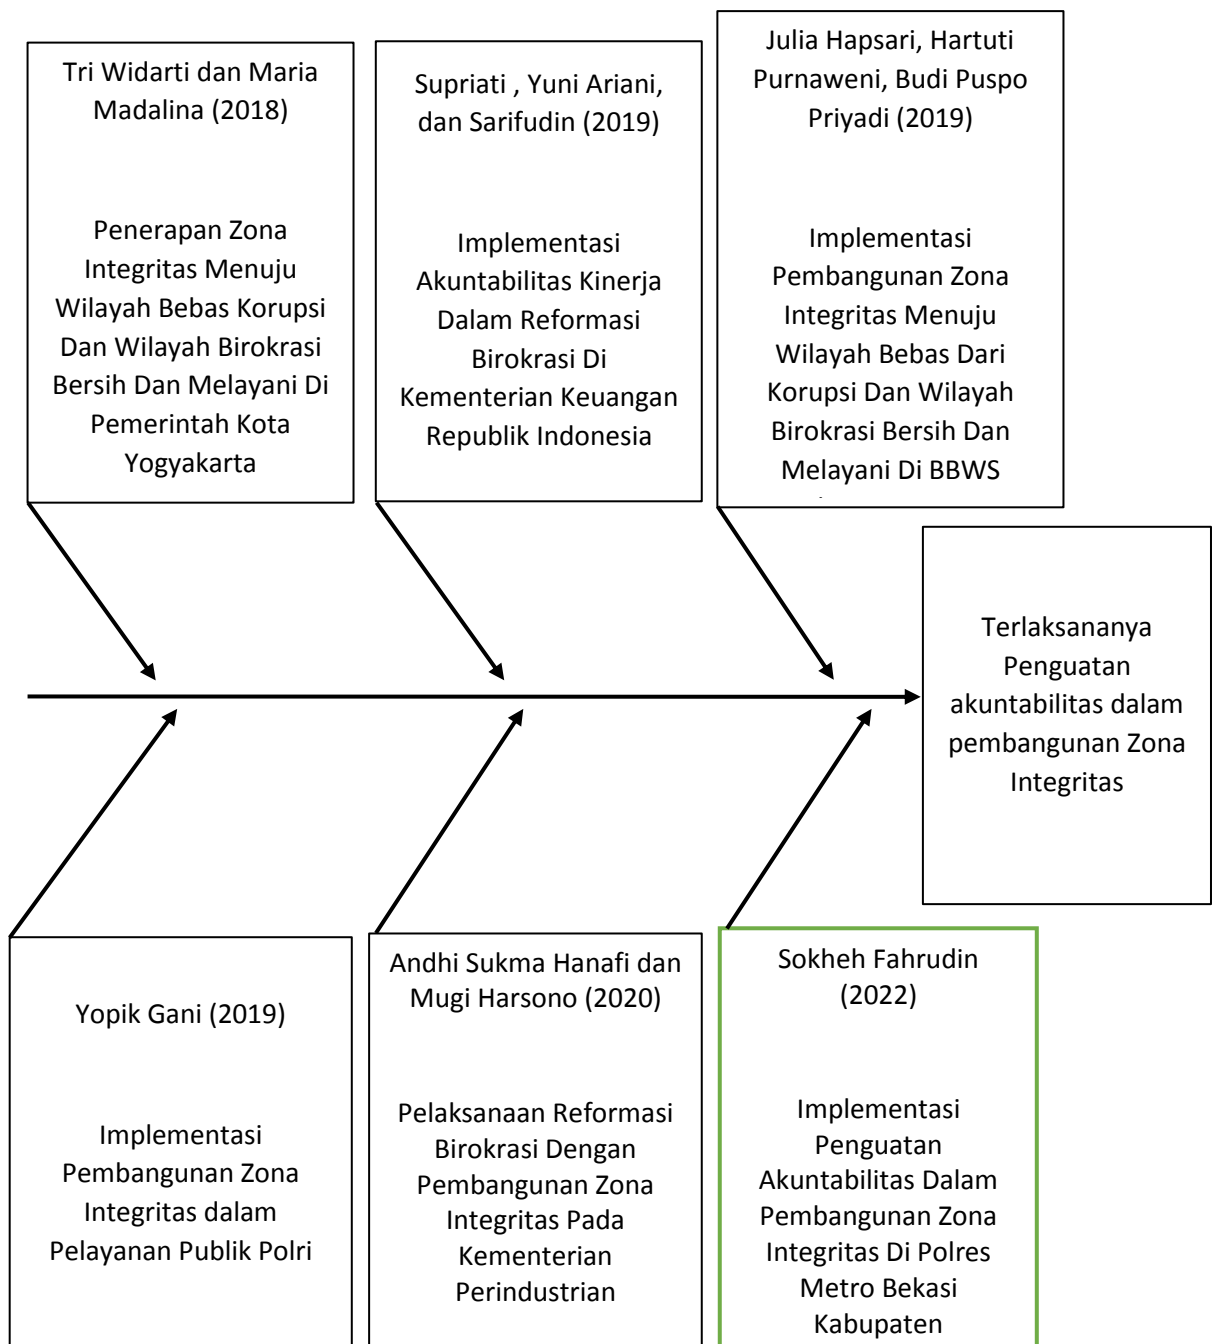 Tri Widarti dan Maria
Madalina (2018)
Penerapan Zona
Integritas Menuju
Wilayah Bebas Korupsi
Dan Wilayah Birokrasi
Bersih Dan Melayani Di
Pemerintah Kota
Yogyakarta
Supriati , Yuni Ariani,
dan Sarifudin (2019)
Implementasi
Akuntabilitas Kinerja
Dalam Reformasi
Birokrasi Di
Kementerian Keuangan
Republik Indonesia
Julia Hapsari, Hartuti
Purnaweni, Budi Puspo
Priyadi (2019)
Implementasi
Pembangunan Zona
Integritas Menuju
Wilayah Bebas Dari
Korupsi Dan Wilayah
Birokrasi Bersih Dan
Melayani Di BBWS
Terlaksananya
Penguatan
akuntabilitas dalam
pembangunan Zona
Integritas
Yopik Gani (2019)
Implementasi
Pembangunan Zona
Integritas dalam
Pelayanan Publik Polri
Andhi Sukma Hanafi dan
Mugi Harsono (2020)
Pelaksanaan Reformasi
Birokrasi Dengan
Pembangunan Zona
Integritas Pada
Kementerian
Perindustrian
Sokheh Fahrudin
(2022)
Implementasi
Penguatan
Akuntabilitas Dalam
Pembangunan Zona
Integritas Di Polres
Metro Bekasi
Kabupaten